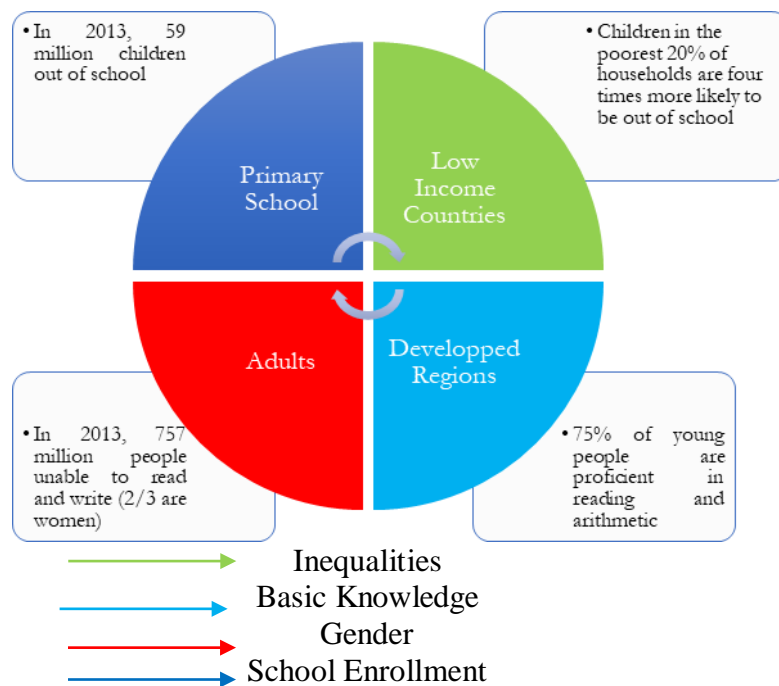 • In 2013, 59
million children
out of school
• Children in the
poorest 20% of
households are four
times more likely to
be out of school
Primary
School
Low
Income
Countries
Adults
Developped
Regions
• In 2013, 757
million people
unable to read
and write (2/3 are
women)
• 75% of young
people are
proficient in
reading and
arithmetic
Inequalities
Basic Knowledge
Gender
School Enrollment